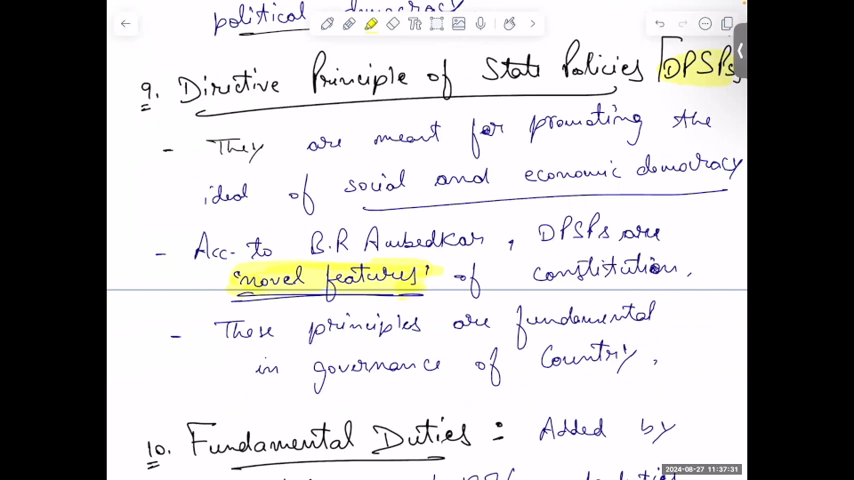 political democracy
9. Directive Principle of State Policies [DPSPs
- They are meant for promoting the
ideal of social and economic democracy
- Acc. to B.R Ambedkar, DPSPs are
"novel features" of constitution.
- These principles are fundamental
in governance of Country.
10. Fundamental Duties : Added by
2024-08-27 11:37:31